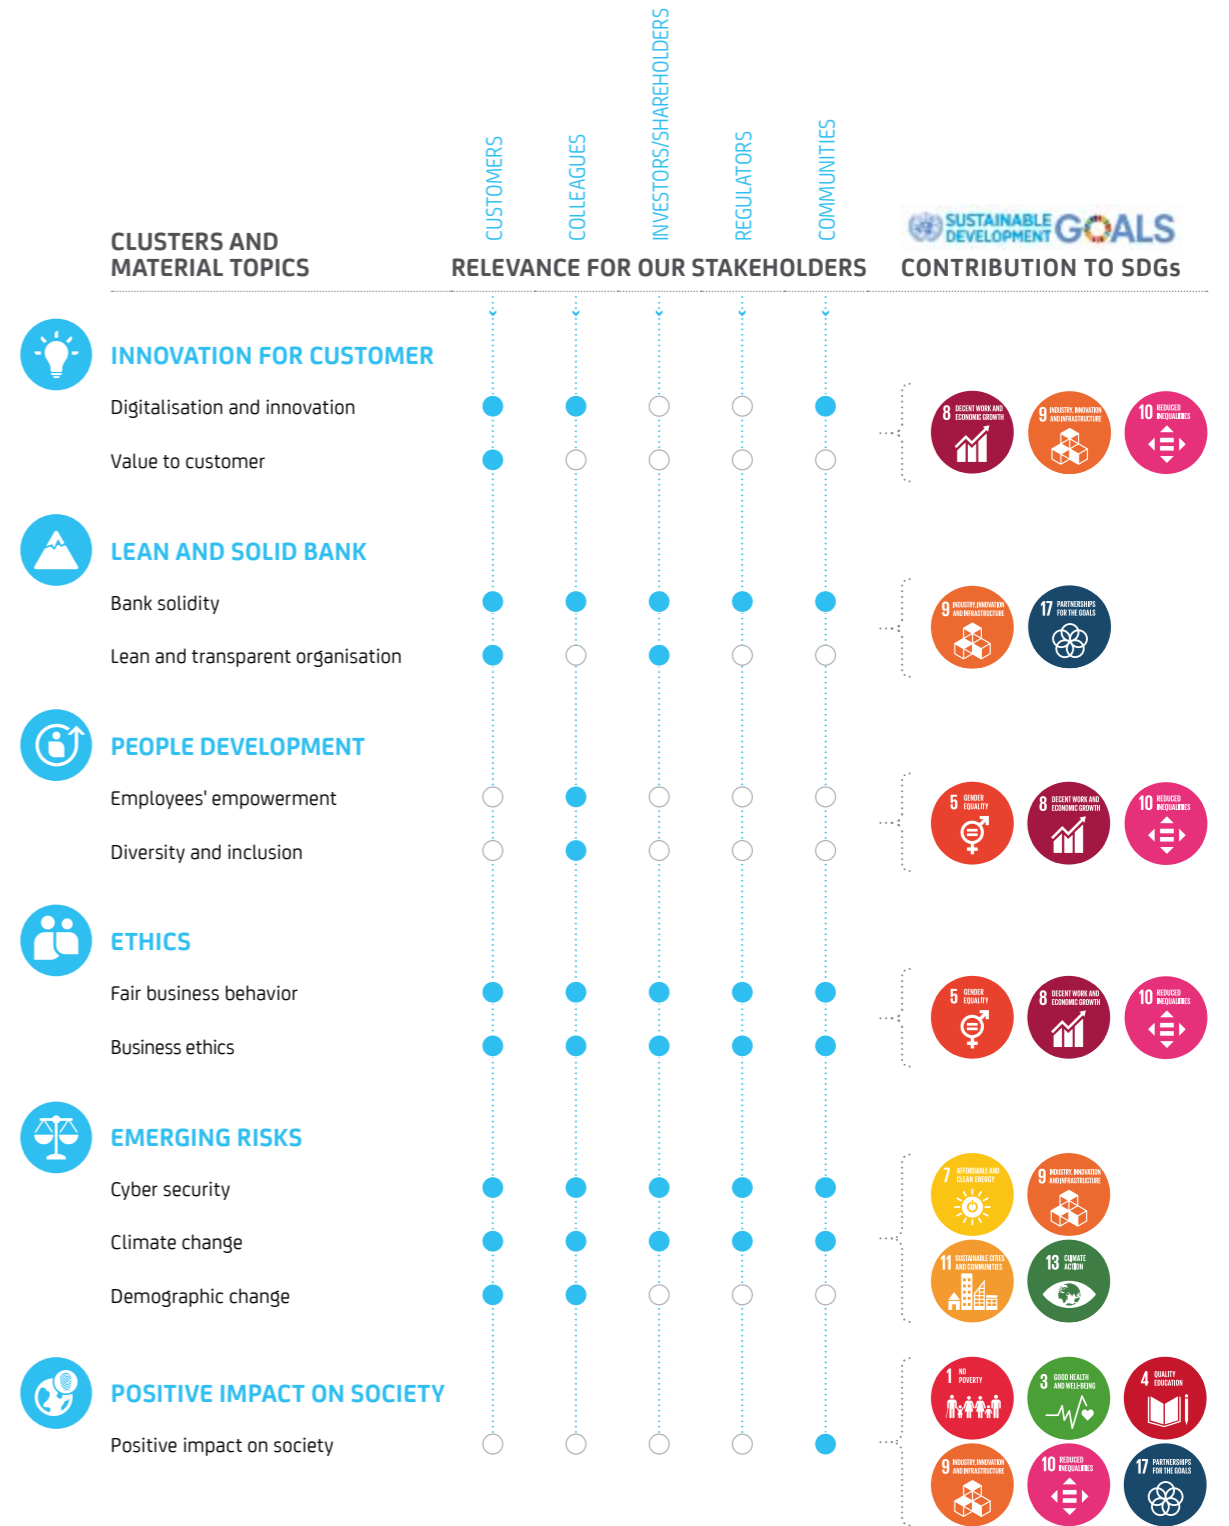 CUSTOMERS
COLLEAGUES
INVESTORS/SHAREHOLDERS
REGULATORS
COMMUNITIES
SUSTAINABLE
DEVELOPMENT GOALS
CLUSTERS AND
MATERIAL TOPICS
RELEVANCE FOR OUR STAKEHOLDERS
CONTRIBUTION TO SDGs
INNOVATION FOR CUSTOMER
Digitalisation and innovation
Value to customer
8 DECENT WORK AND
ECONOMIC GROWTH
9 INDUSTRY, INNOVATION
AND INFRASTRUCTURE
10 REDUCED
INEQUALITIES
LEAN AND SOLID BANK
Bank solidity
Lean and transparent organisation
9 INDUSTRY, INNOVATION
AND INFRASTRUCTURE
17 PARTNERSHIPS
FOR THE GOALS
PEOPLE DEVELOPMENT
Employees' empowerment
Diversity and inclusion
5 GENDER
EQUALITY
8 DECENT WORK AND
ECONOMIC GROWTH
10 REDUCED
INEQUALITIES
ETHICS
Fair business behavior
Business ethics
5 GENDER
EQUALITY
8 DECENT WORK AND
ECONOMIC GROWTH
10 REDUCED
INEQUALITIES
EMERGING RISKS
Cyber security
Climate change
Demographic change
7 AFFORDABLE AND
CLEAN ENERGY
9 INDUSTRY, INNOVATION
AND INFRASTRUCTURE
11 SUSTAINABLE CITIES
AND COMMUNITIES
13 CLIMATE
ACTION
POSITIVE IMPACT ON SOCIETY
Positive impact on society
1 NO
POVERTY
3 GOOD HEALTH
AND WELL-BEING
4 QUALITY
EDUCATION
9 INDUSTRY, INNOVATION
AND INFRASTRUCTURE
10 REDUCED
INEQUALITIES
17 PARTNERSHIPS
FOR THE GOALS